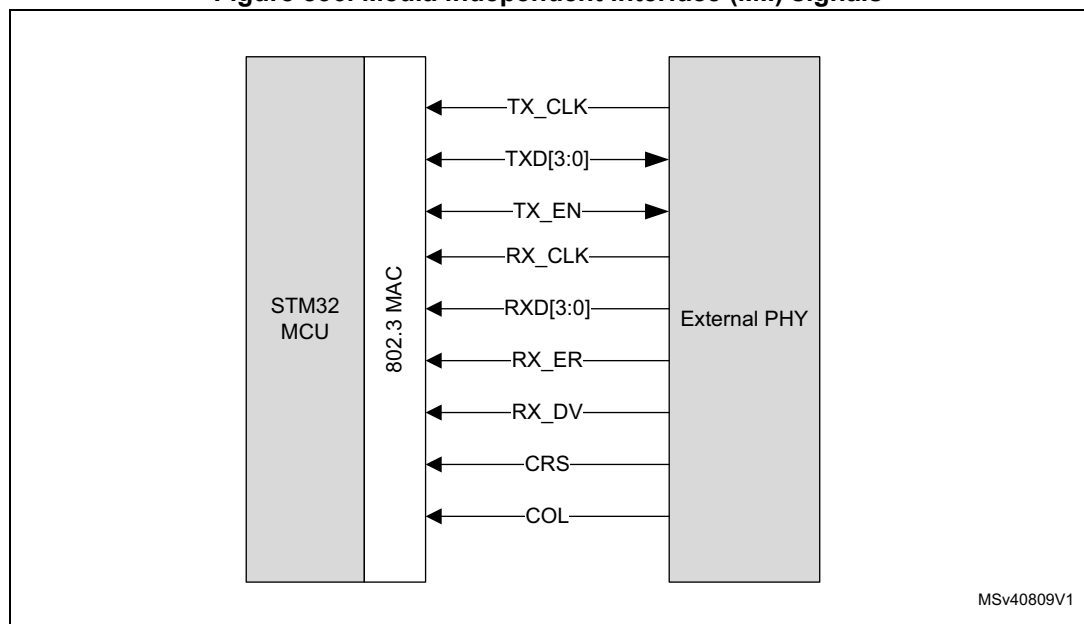 Figure Media Independent Interface (MII) signals
TX_CLK
TXD[3:0]
TX_EN
RX_CLK
RXD[3:0]
RX_ER
RX_DV
CRS
COL
STM32
MCU
802.3 MAC
External PHY
MSv40809V1